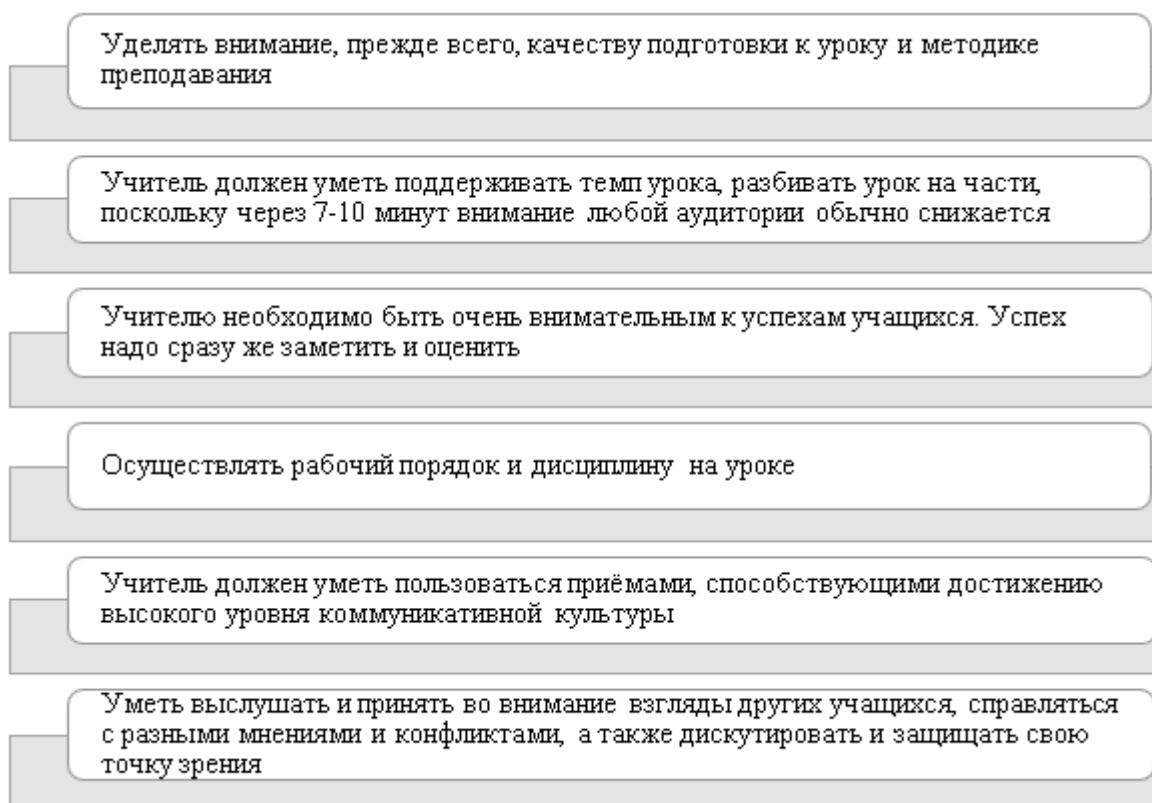 Уделять внимание, прежде всего, качеству подготовки к уроку и методике
преподавания
Учитель должен уметь поддерживать темп урока, разбивать урок на части,
поскольку через 7-10 минут внимание любой аудитории обычно снижается
Учителю необходимо быть очень внимательным к успехам учащихся. Успех
надо сразу же заметить и оценить
Осуществлять рабочий порядок и дисциплину на уроке
Учитель должен уметь пользоваться приёмами, способствующими достижению
высокого уровня коммуникативной культуры
Уметь выслушать и принять во внимание взгляды других учащихся, справляться
с разными мнениями и конфликтами, а также дискутировать и защищать свою
точку зрения